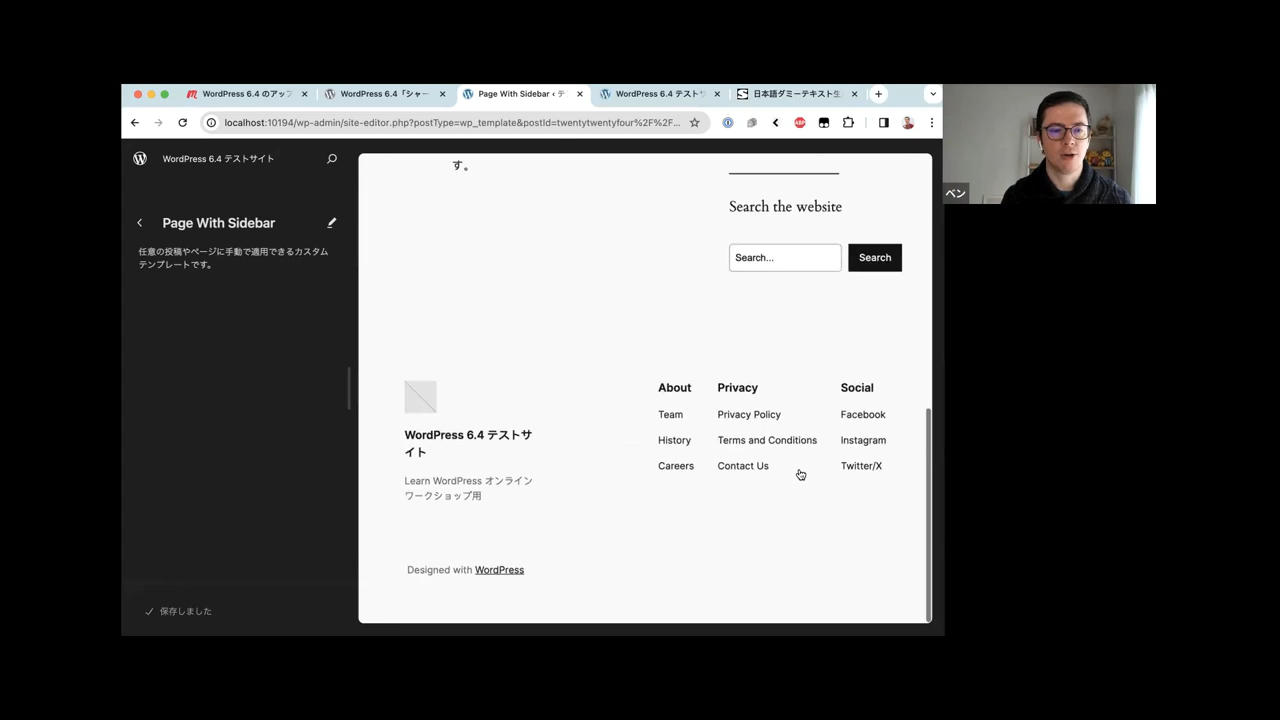 WordPress 6.4 のアッフ
WordPress 6.4「シャー
Page With Sidebar ‹ テ
WordPress 6.4 テストサ
日本語ダミーテキスト生
localhost:10194/wp-admin/site-editor.php?postType=wp_template&postId=twentytwentyfour%2F%2F...
WordPress 6.4 テストサイト
Page With Sidebar
任意の投稿やページに手動で適用できるカスタム
テンプレートです。
保存しました
す。
Search the website
Search...
Search
WordPress 6.4 テストサ
イト
Learn WordPress オンライン
ワークショップ用
About
Team
History
Careers
Privacy
Privacy Policy
Terms and Conditions
Contact Us
Social
Facebook
Instagram
Twitter/X
Designed with WordPress
ベン